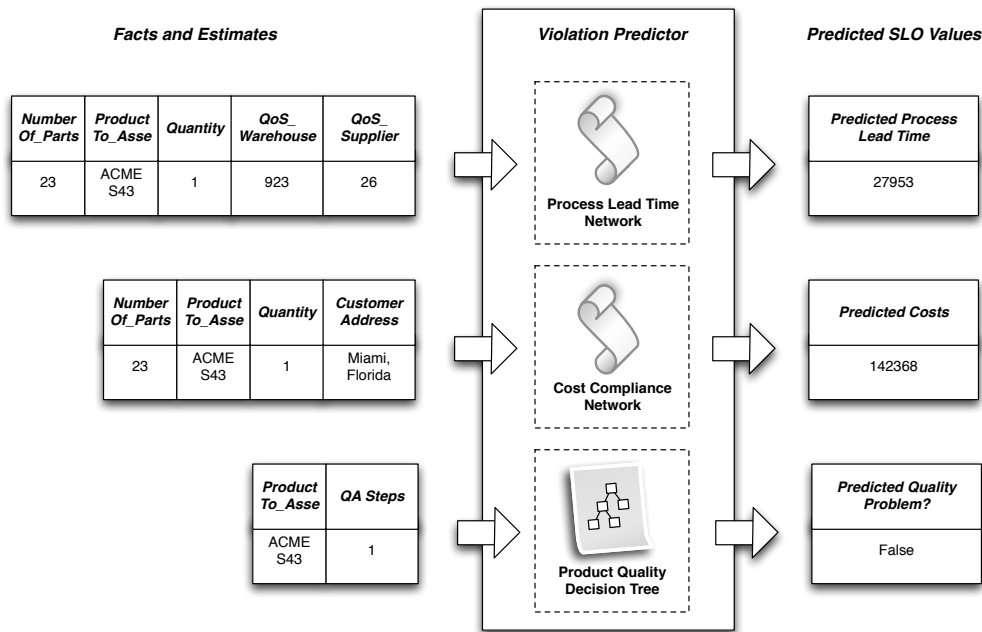 Facts and Estimates
Violation Predictor
Predicted SLO Values
Number Of_Parts
Product To_Asse
Quantity
QoS_ Warehouse
QoS_ Supplier
23
ACME S43
1
923
26
Process Lead Time
Network
Predicted Process
Lead Time
27953
Number Of_Parts
Product To_Asse
Quantity
Customer Address
23
ACME S43
1
Miami, Florida
Cost Compliance
Network
Predicted Costs
142368
Product To_Asse
QA Steps
ACME S43
1
Product Quality
Decision Tree
Predicted Quality
Problem?
False